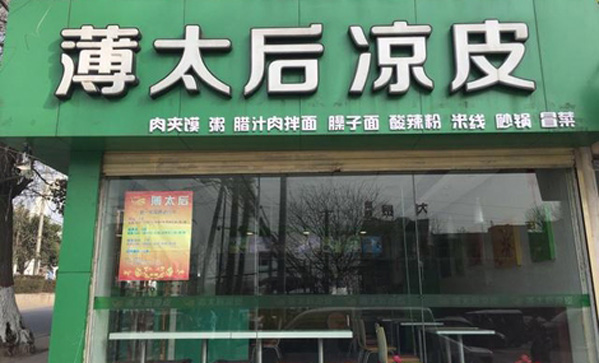 薄太后凉皮
肉夹馍 粥 腊汁肉拌面 臊子面 酸辣粉 米线 砂锅 冒菜
薄太后